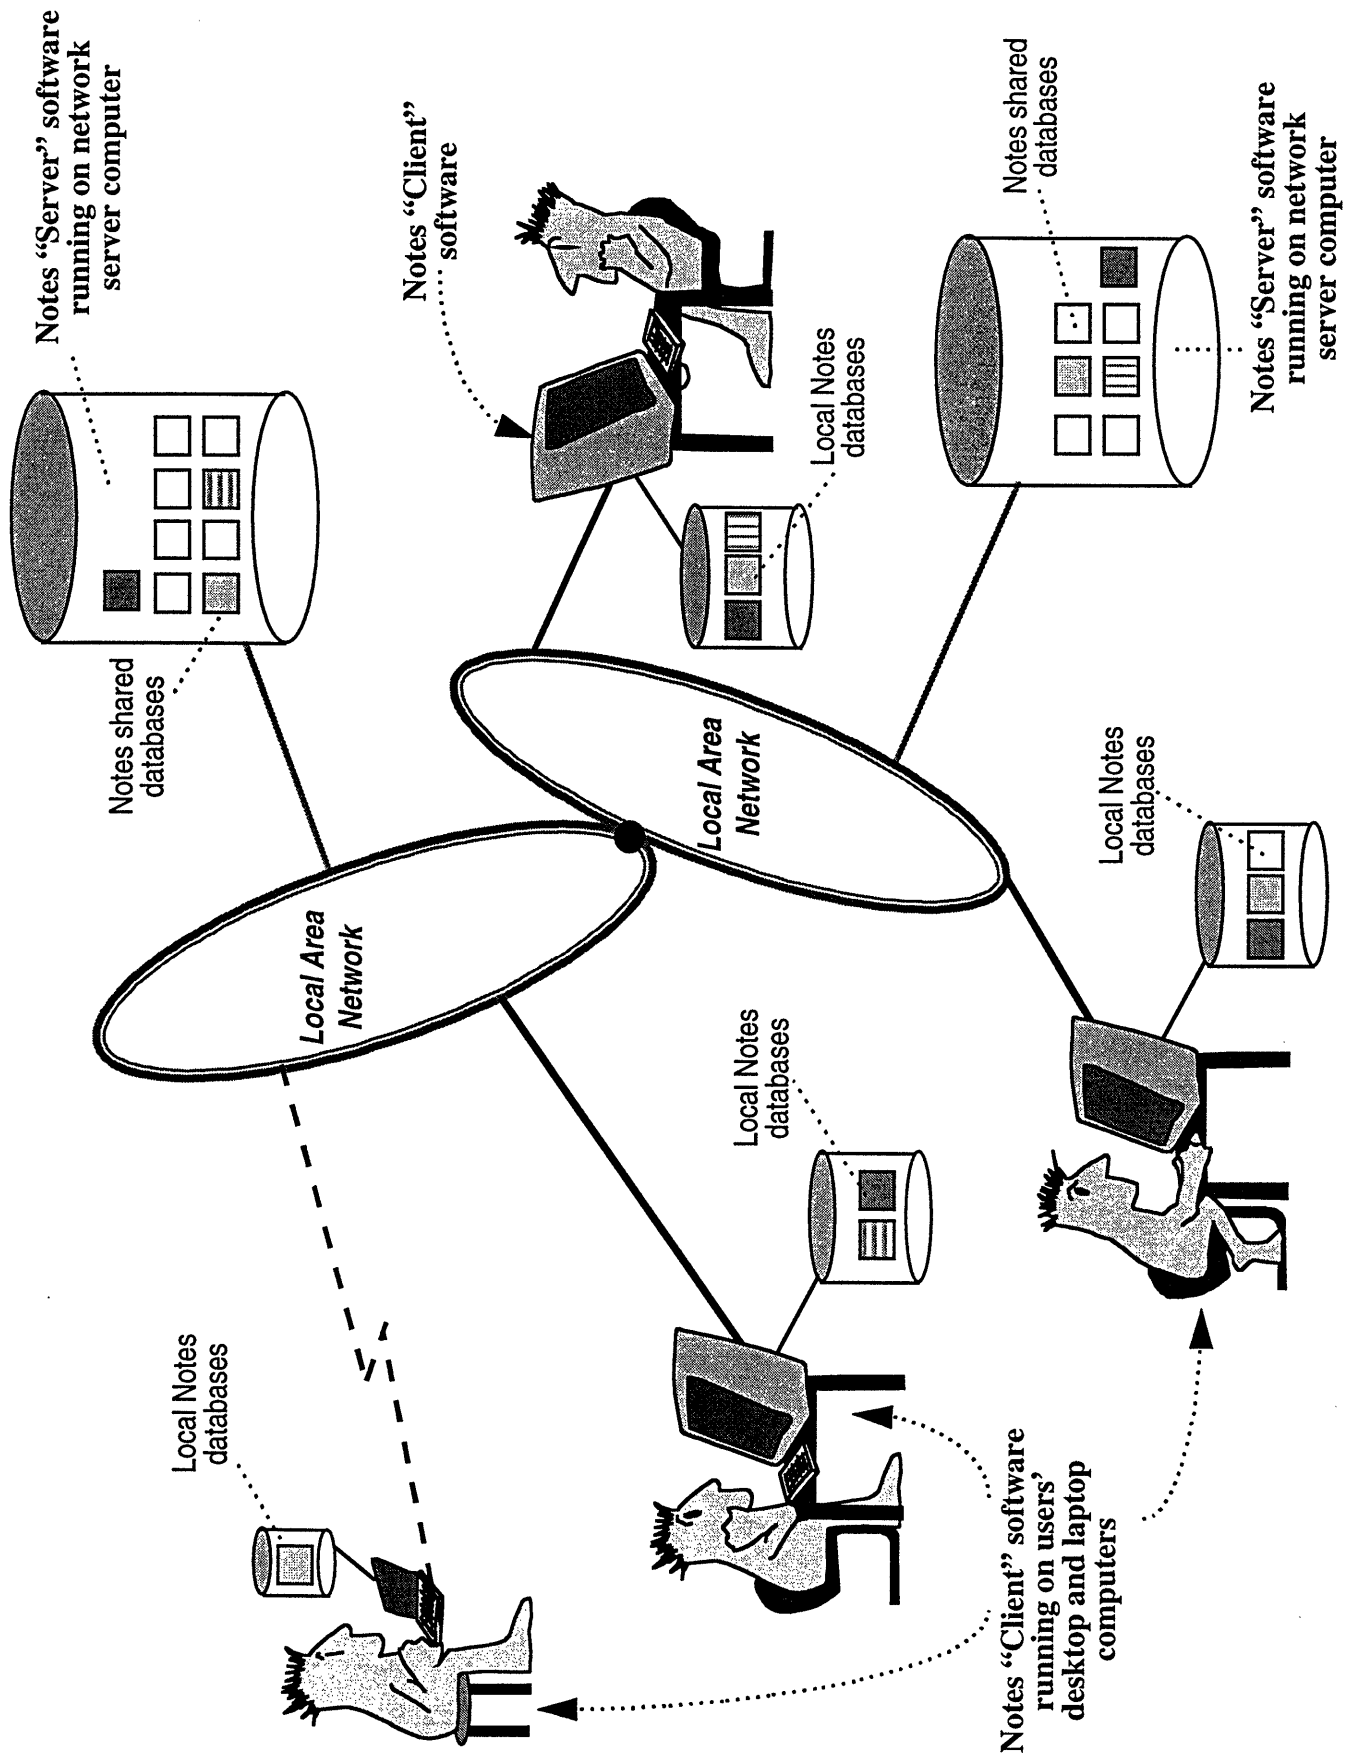 Notes “Server” software
running on network
server computer
Notes shared
databases
Local Area
Network
Local Notes
databases
Notes “Client”
software
Local Notes
databases
Local Area
Network
Local Notes
databases
Notes shared
databases
Local Notes
databases
Notes “Server” software
running on network
server computer
Notes “Client” software
running on users’
desktop and laptop
computers